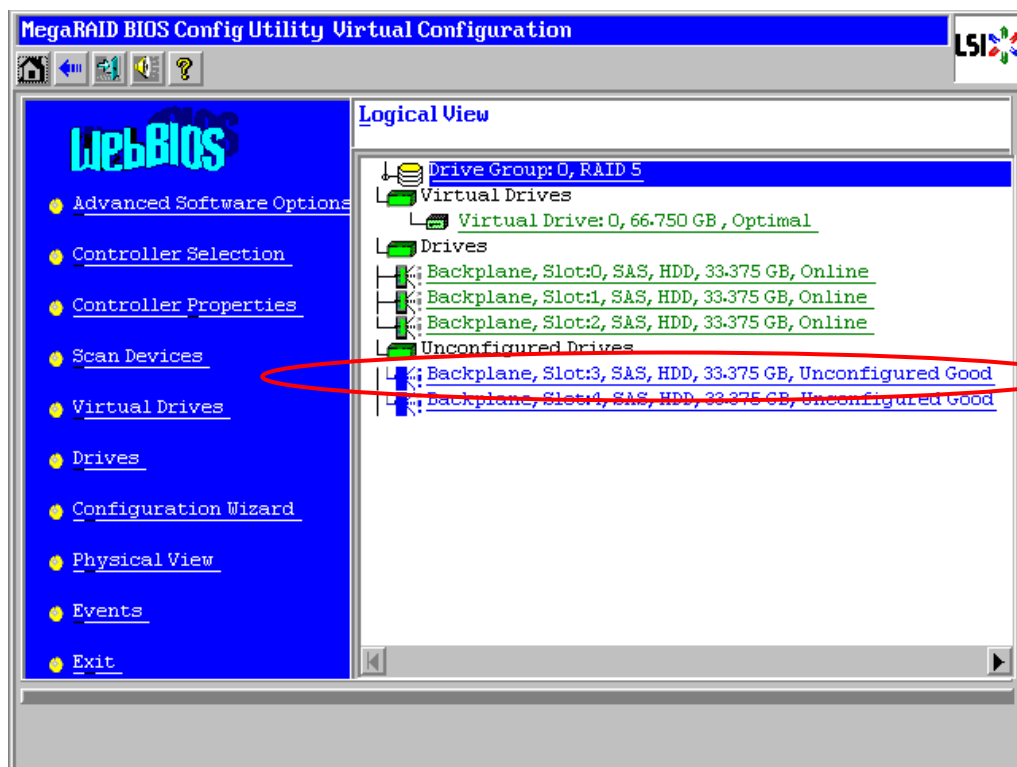 MegaRAID BIOS Config Utility Virtual Configuration
LSI
WebBIOS
Advanced Software Options
Controller Selection
Controller Properties
Scan Devices
Virtual Drives
Drives
Configuration Wizard
Physical View
Events
Exit
Logical View
Drive Group: 0, RAID 5
Virtual Drives
Virtual Drive: 0, 66.750 GB , Optimal
Drives
Backplane, Slot:0, SAS, HDD, 33.375 GB, Online
Backplane, Slot:1, SAS, HDD, 33.375 GB, Online
Backplane, Slot:2, SAS, HDD, 33.375 GB, Online
Unconfigured Drives
Backplane, Slot:3, SAS, HDD, 33.375 GB, Unconfigured Good
Backplane, Slot:4, SAS, HDD, 33.375 GB, Unconfigured Good